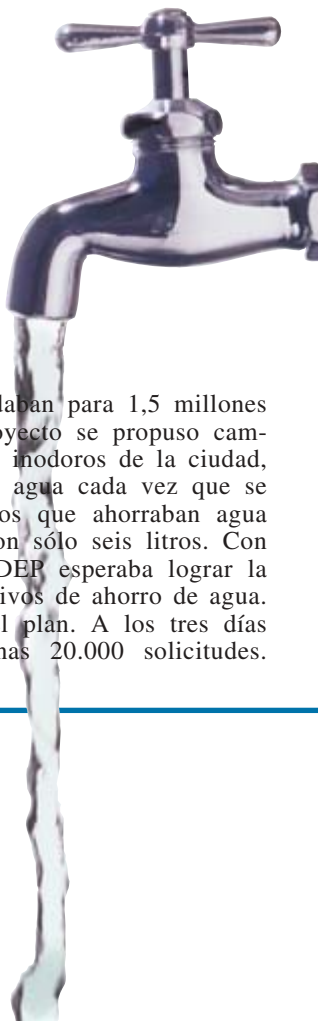 daban para 1,5 millones
oyecto se propuso cam-
inodoros de la ciudad,
agua cada vez que se
os que ahorraban agua
on sólo seis litros. Con
DEP esperaba lograr la
ivos de ahorro de agua.
l plan. A los tres días
nas 20.000 solicitudes.